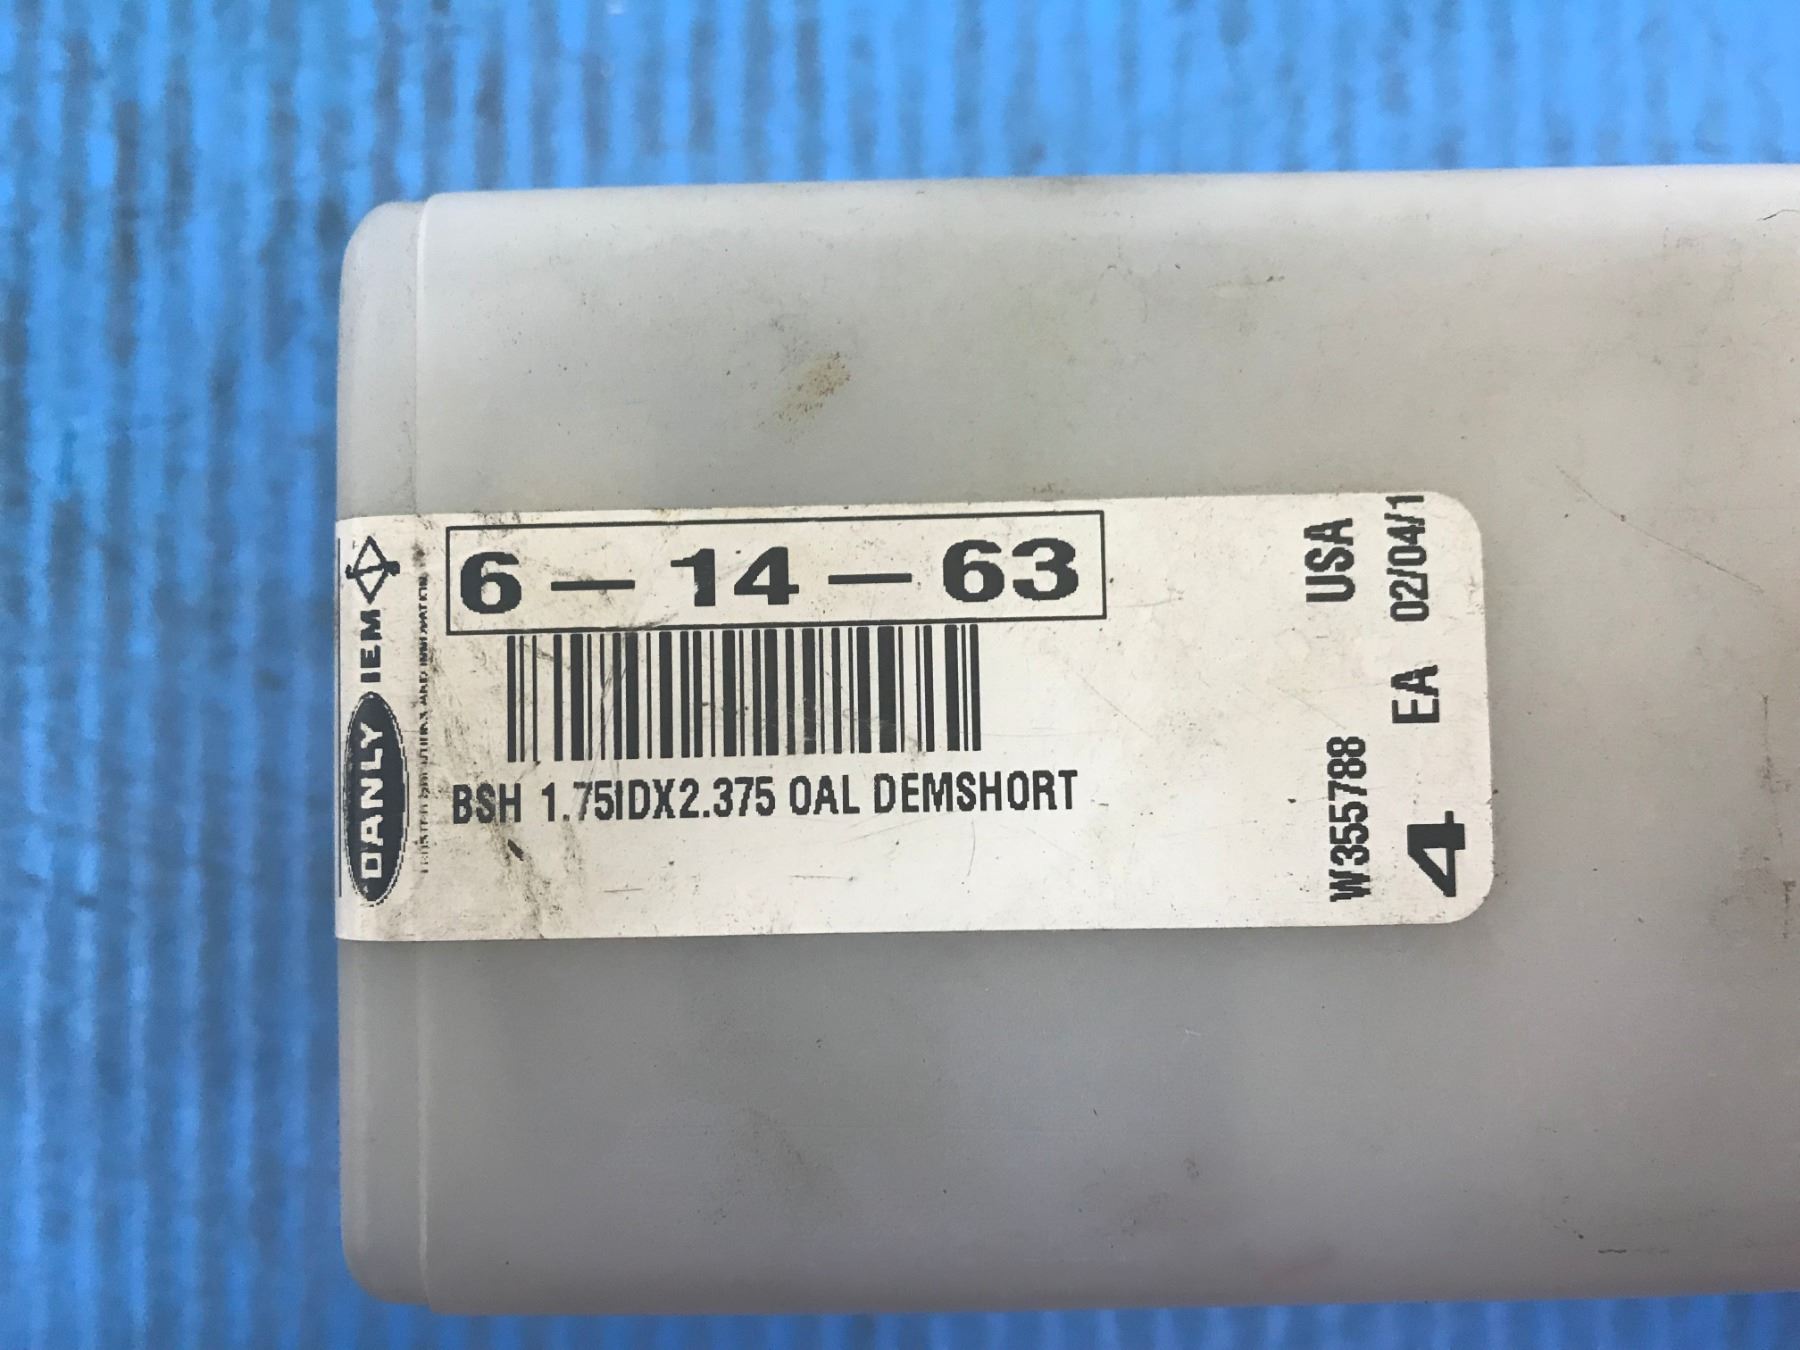 6 — 14 — 63
BSH 1.75IDX2.375 OAL DEMSHORT
DANLY IEM
W355788 USA
4 EA 02/04/1